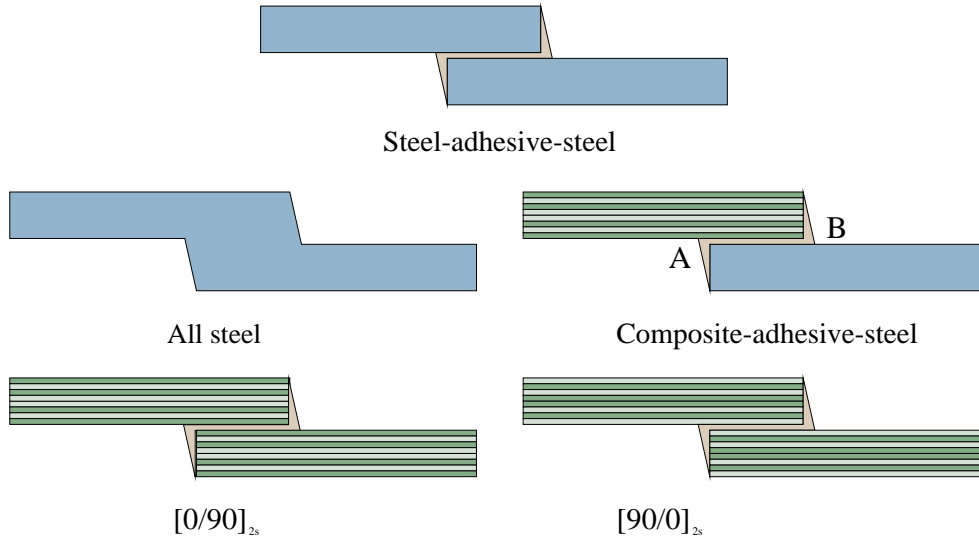 Steel-adhesive-steel
A
B
All steel
Composite-adhesive-steel
[0/90]2s
[90/0]2s